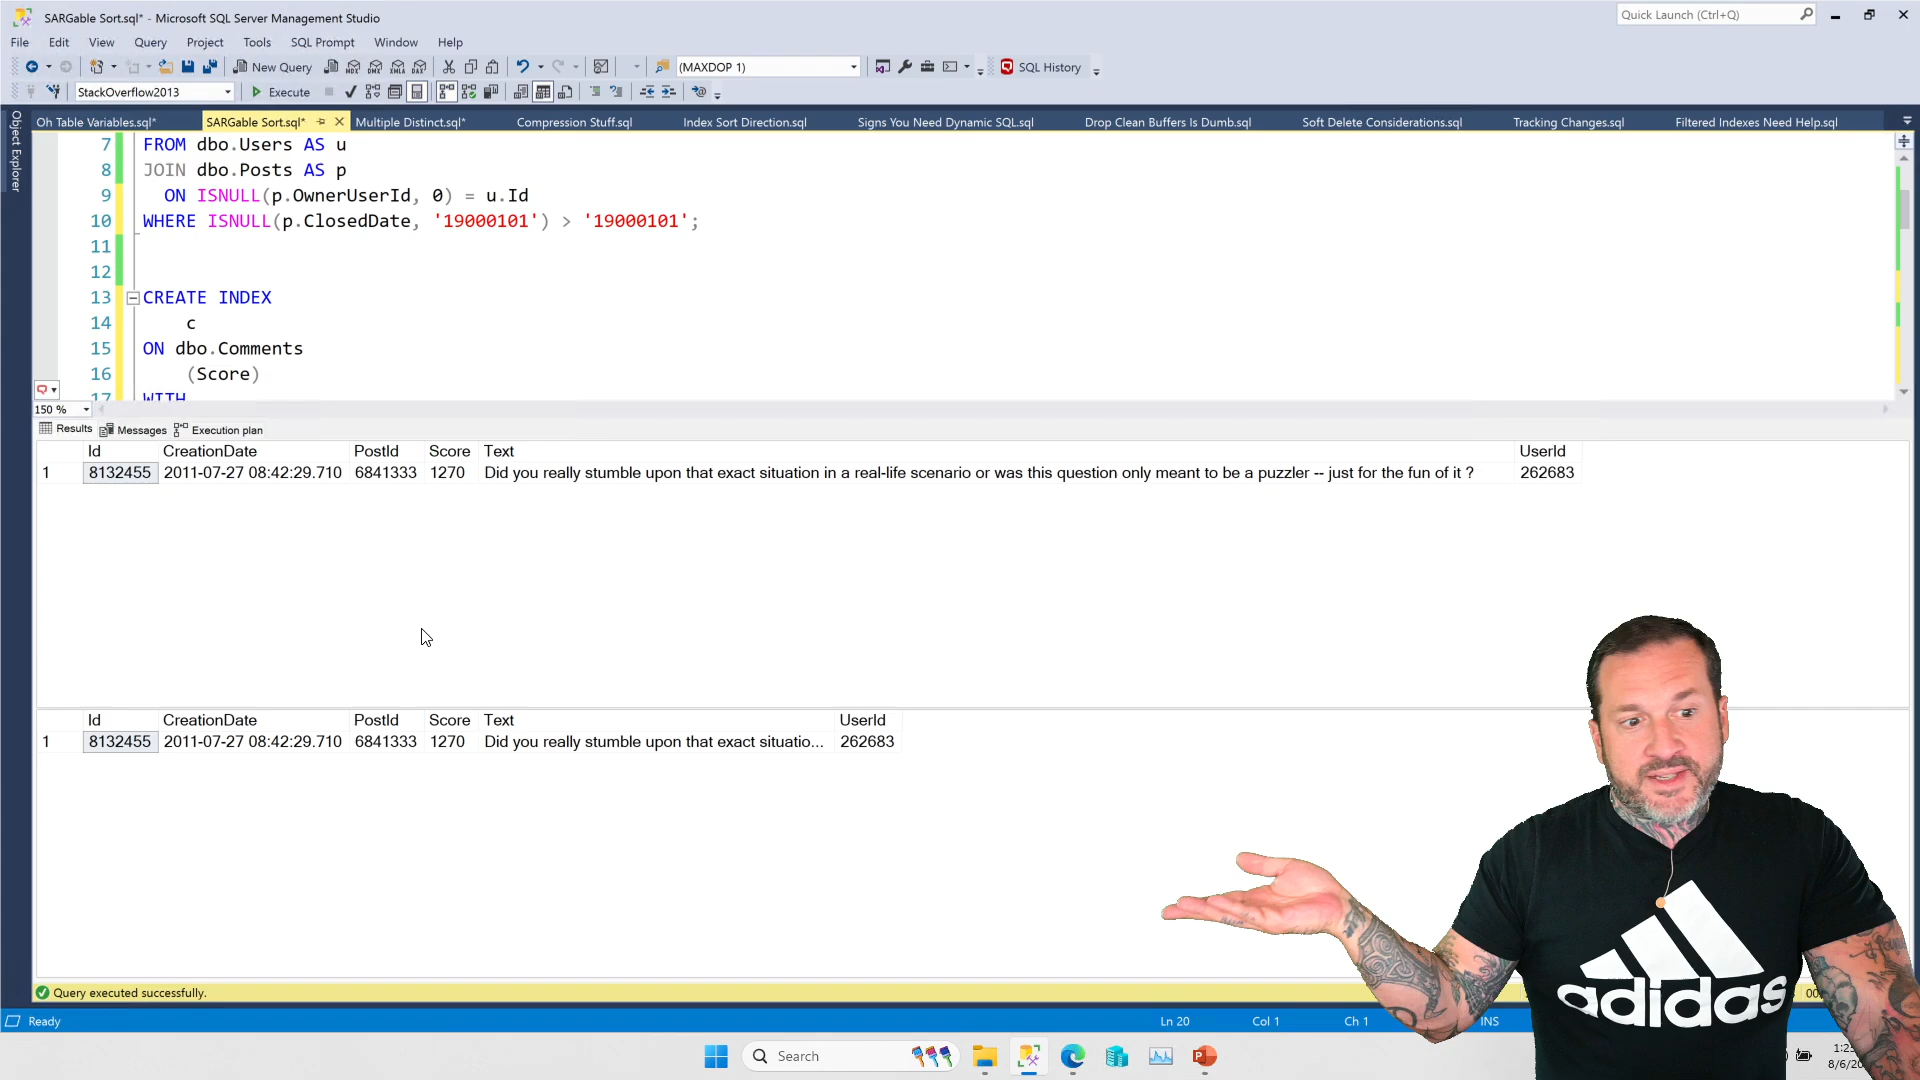 SARGable Sort.sql* - Microsoft SQL Server Management Studio
Quick Launch (Ctrl+Q)
File Edit View Query Project Tools SQL Prompt Window Help
New Query
(MAXDOP 1)
SQL History
StackOverflow2013
Execute
Object Explorer
Oh Table Variables.sql*
SARGable Sort.sql*
Multiple Distinct.sql*
Compression Stuff.sql
Index Sort Direction.sql
Signs You Need Dynamic SQL.sql
Drop Clean Buffers Is Dumb.sql
Soft Delete Considerations.sql
Tracking Changes.sql
Filtered Indexes Need Help.sql
7 FROM dbo.Users AS u
8 JOIN dbo.Posts AS p
9 ON ISNULL(p.OwnerUserId, 0) = u.Id
10 WHERE ISNULL(p.ClosedDate, '19000101') > '19000101';
11
12
13 CREATE INDEX
14 c
15 ON dbo.Comments
16 (Score)
17 WITH
150 %
Results Messages Execution plan
Id CreationDate PostId Score Text UserId
1 8132455 2011-07-27 08:42:29.710 6841333 1270 Did you really stumble upon that exact situation in a real-life scenario or was this question only meant to be a puzzler -- just for the fun of it ? 262683
Id CreationDate PostId Score Text UserId
1 8132455 2011-07-27 08:42:29.710 6841333 1270 Did you really stumble upon that exact situatio... 262683
adidas
Query executed successfully.
Ready
Ln 20 Col 1 Ch 1 INS
Search